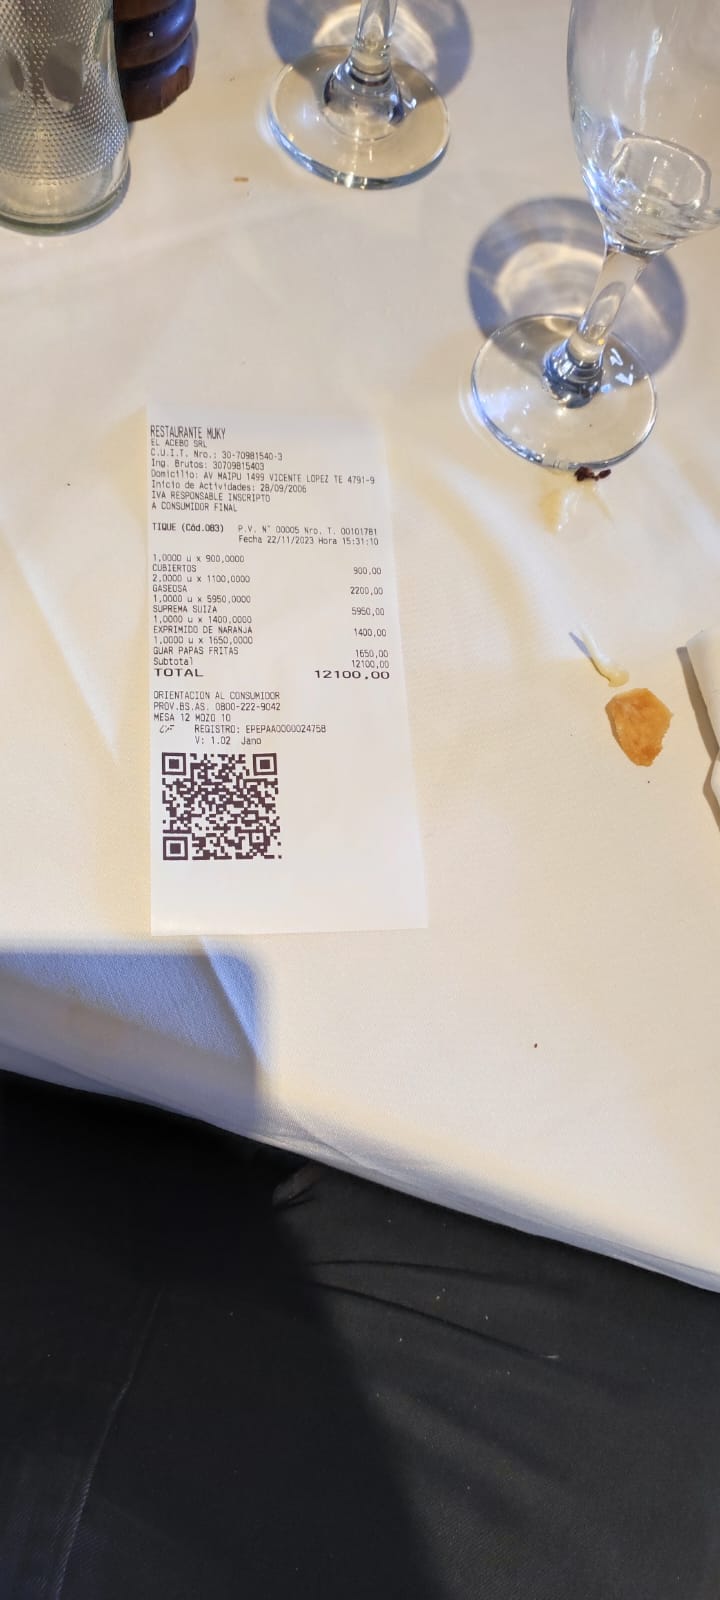 RESTAURANTE MUKY
EL ACEBO SRL
C.U.I.T. Nro.: 30-70981540-3
Ing. Brutos: 30709815403
Domicilio: AV MAIPU 1499 VICENTE LOPEZ TE 4791-9
Inicio de Actividades: 28/09/2006
IVA RESPONSABLE INSCRIPTO
A CONSUMIDOR FINAL
TIQUE (Cód.083) P.V. N° 00005 Nro. T. 00101781
Fecha 22/11/2023 Hora 15:31:10
1,0000 u x 900,0000
CUBIERTOS 900,00
2,0000 u x 1100,0000
GASEOSA 2200,00
1,0000 u x 5950,0000
SUPREMA SUIZA 5950,00
1,0000 u x 1400,0000
EXPRIMIDO DE NARANJA 1400,00
1,0000 u x 1650,0000
GUAR PAPAS FRITAS 1650,00
Subtotal 12100,00
TOTAL 12100,00
ORIENTACION AL CONSUMIDOR
PROV.BS.AS. 0800-222-9042
MESA 12 MOZO 10
CF REGISTRO: EPEPAA0000024758
V: 1.02 Jano